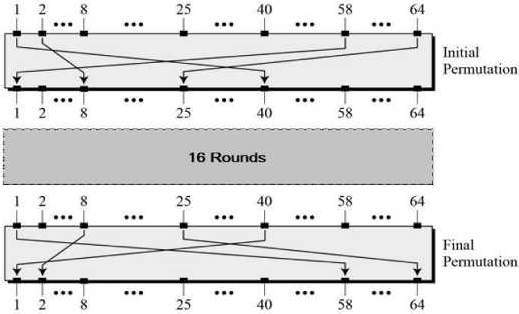 1 2 ••• 8 ••• 25 ••• 40 ••• 58 ••• 64
Initial
Permutation
••• ••• ••• ••• •••
1 2 8 25 40 58 64
16 Rounds
1 2 8 25 40 58 64
••• ••• ••• ••• •••
Final
Permutation
1 2 ••• 8 ••• 25 ••• 40 ••• 58 ••• 64